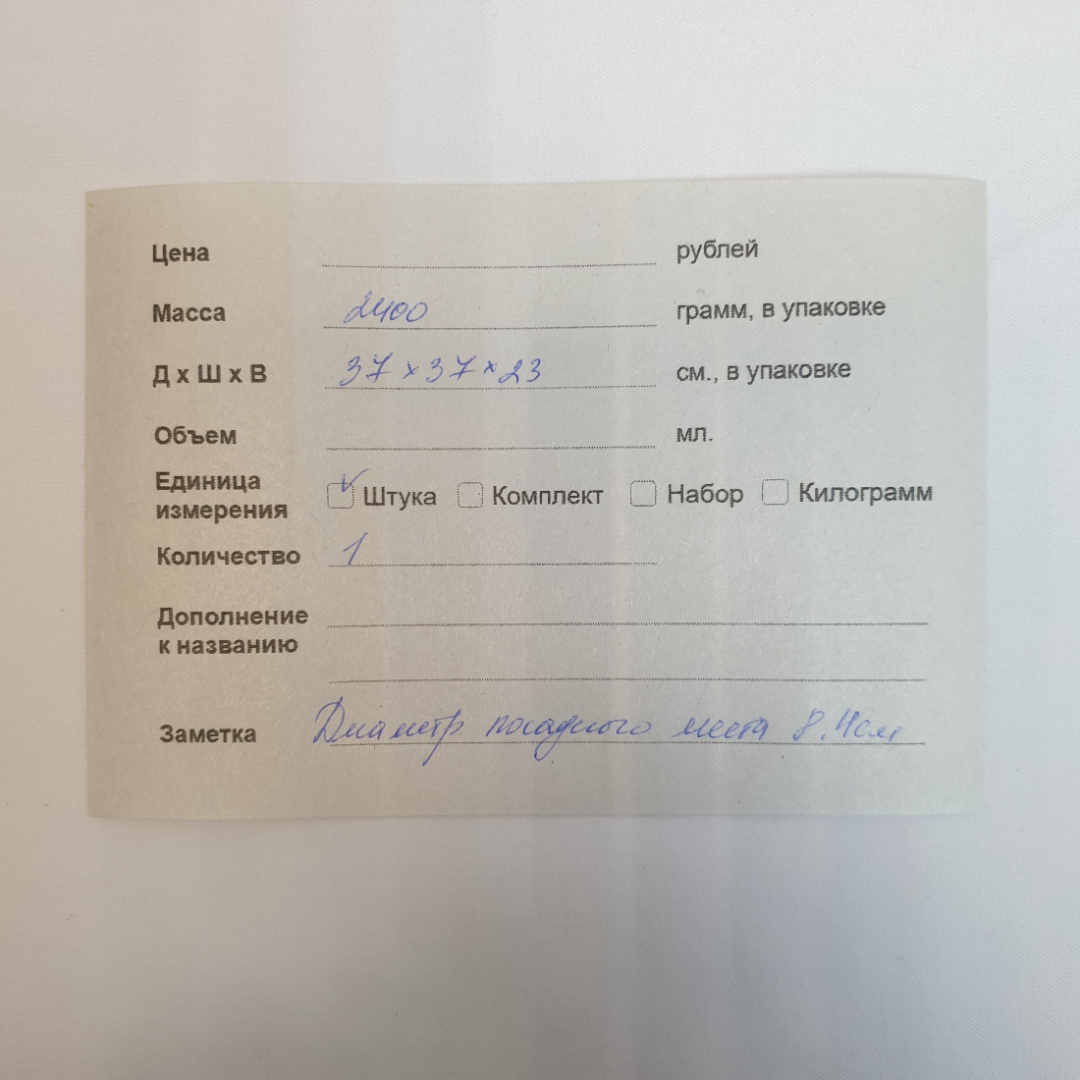 Цена рублей
Масса 2400 грамм, в упаковке
Д х Ш х В 37 x 37 x 23 см., в упаковке
Объем мл.
Единица
измерения Штука Комплект Набор Килограмм
Количество 1
Дополнение
к названию
Заметка Диаметр посадного места 8.4см